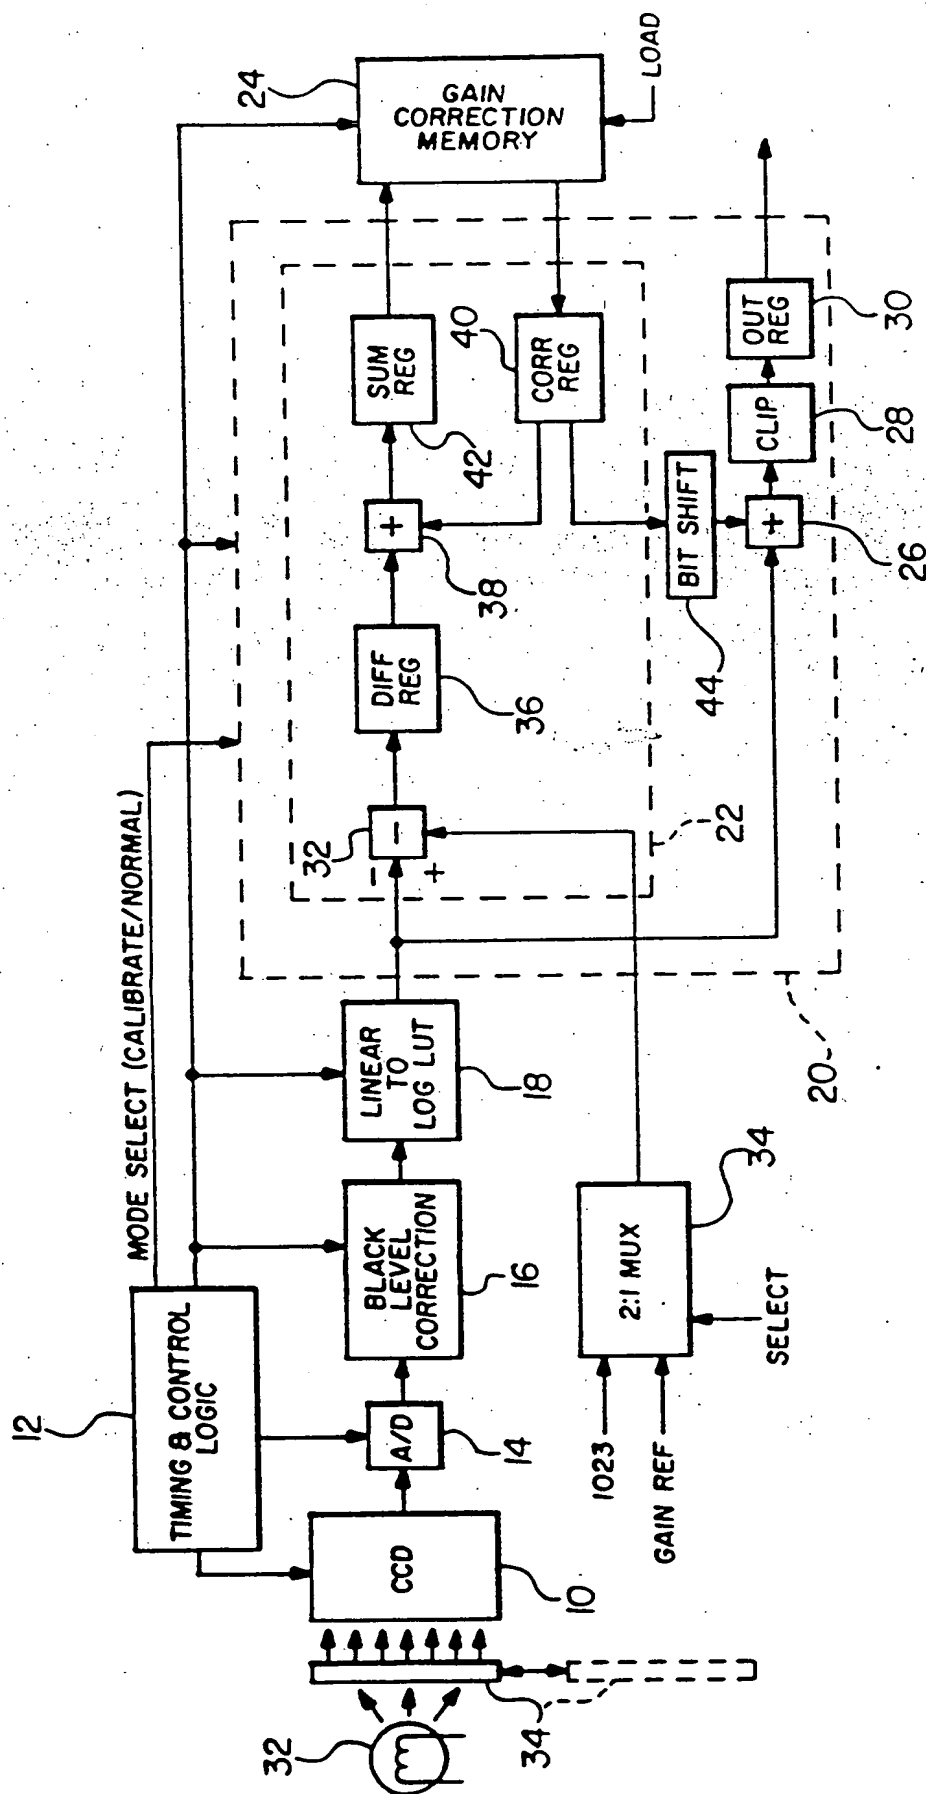 MODE SELECT (CALIBRATE/NORMAL)
12
TIMING & CONTROL
LOGIC
24
GAIN
CORRECTION
MEMORY
LOAD
32
34
CCD
10
A/D
14
BLACK
LEVEL
CORRECTION
16
LINEAR
TO
LOG LUT
18
32
-
-
+
DIFF
REG
36
+
38
SUM
REG
42
40
CORR
REG
22
BIT SHIFT
44
+
26
CLIP
28
OUT
REG
30
20
1023
GAIN REF
2:1 MUX
34
SELECT